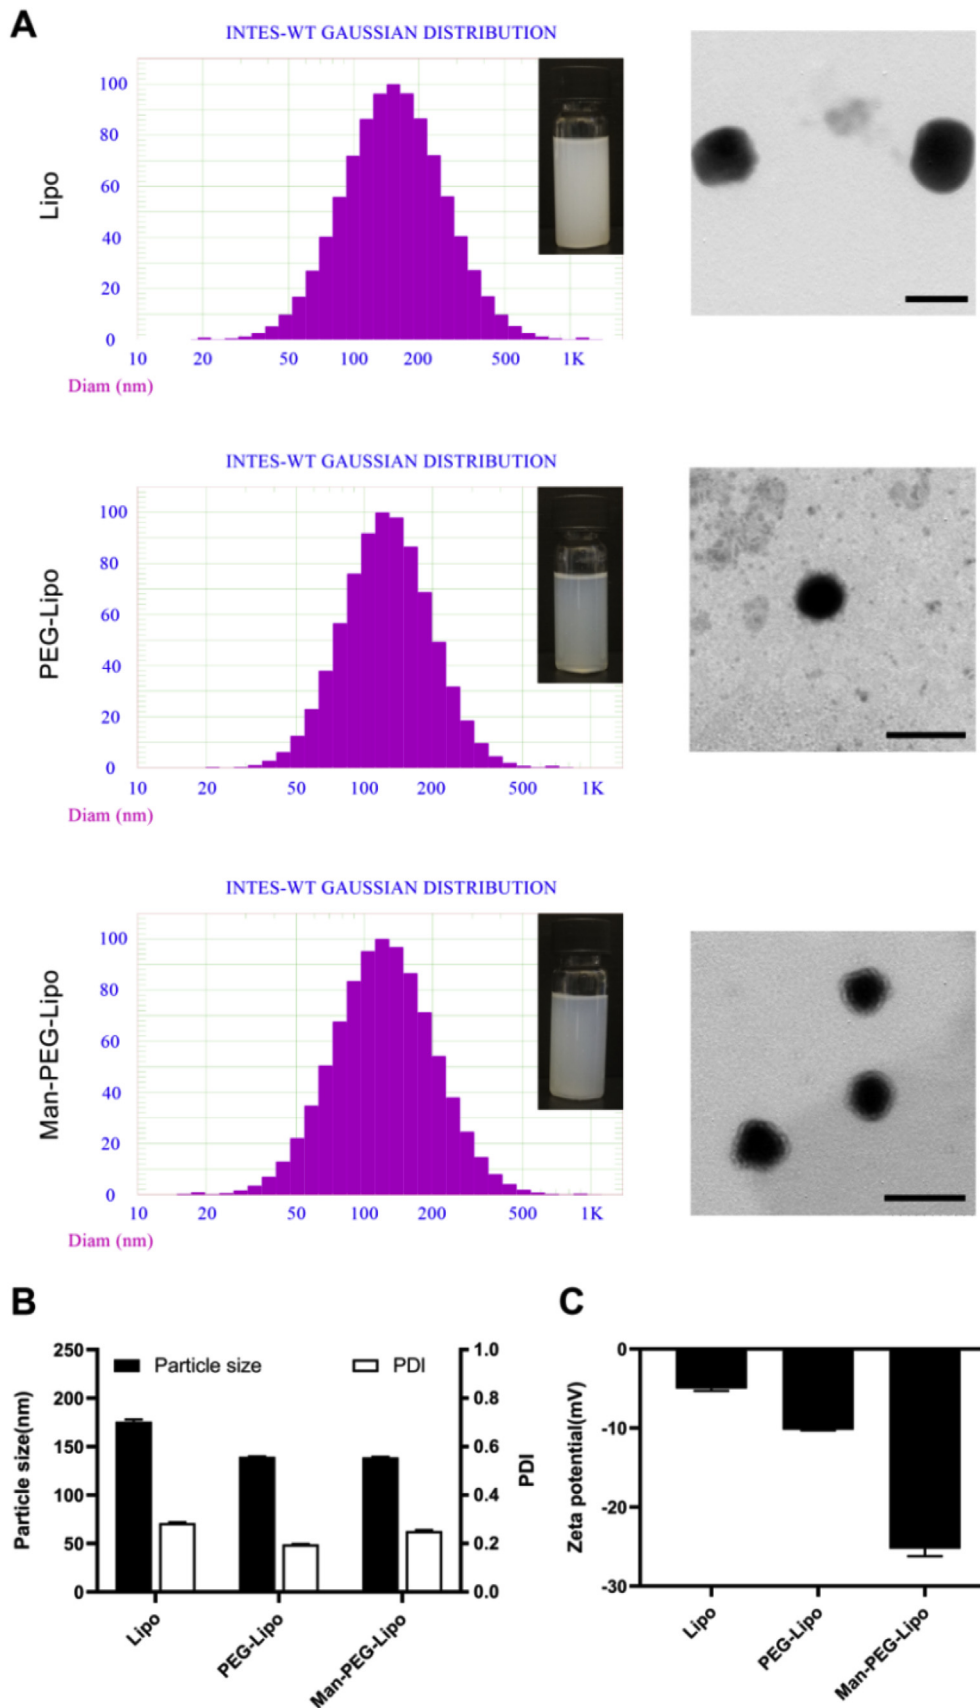 A
INTES-WT GAUSSIAN DISTRIBUTION
Lipo
100
80
60
40
20
0
10 20 50 100 200 500 1K
Diam (nm)
INTES-WT GAUSSIAN DISTRIBUTION
PEG-Lipo
100
80
60
40
20
0
10 20 50 100 200 500 1K
Diam (nm)
INTES-WT GAUSSIAN DISTRIBUTION
Man-PEG-Lipo
100
80
60
40
20
0
10 20 50 100 200 500 1K
Diam (nm)
B
Particle size(nm)
250
200
150
100
50
0
Particle size
PDI
1.0
0.8
0.6
0.4
0.2
0.0
PDI
Lipo
PEG-Lipo
Man-PEG-Lipo
C
Zeta potential(mV)
0
-10
-20
-30
Lipo
PEG-Lipo
Man-PEG-Lipo